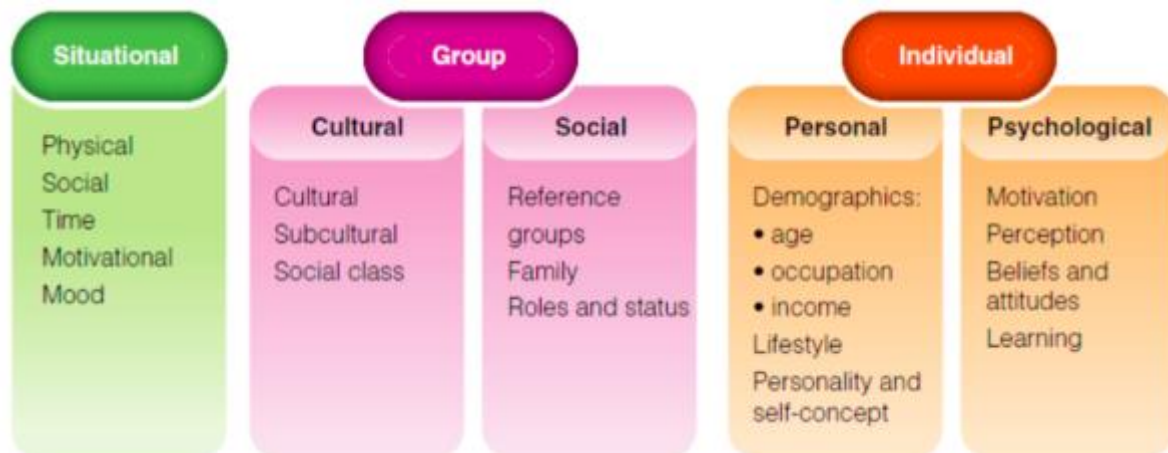 Situational
Physical
Social
Time
Motivational
Mood
Group
Cultural
Cultural
Subcultural
Social class
Social
Reference
groups
Family
Roles and status
Individual
Personal
Demographics:
• age
• occupation
• income
Lifestyle
Personality and
self-concept
Psychological
Motivation
Perception
Beliefs and
attitudes
Learning